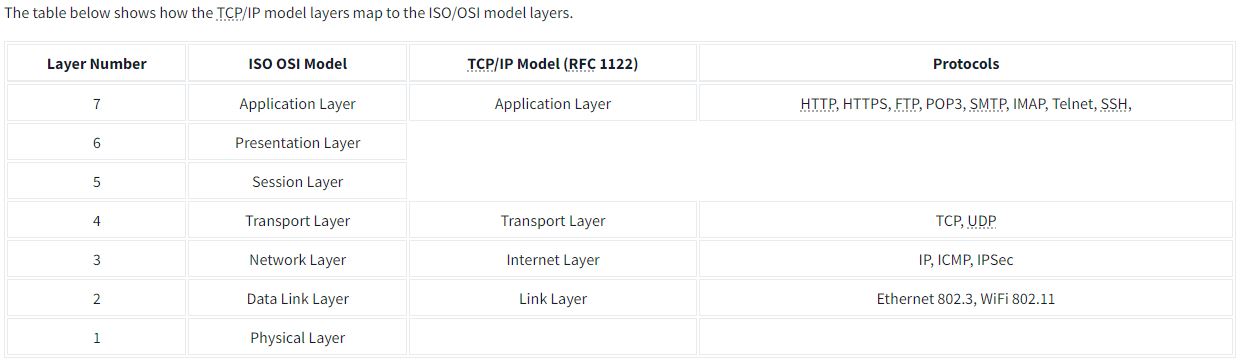 The table below shows how the TCP/IP model layers map to the ISO/OSI model layers.
Layer Number ISO OSI Model TCP/IP Model (RFC 1122) Protocols
7 Application Layer Application Layer HTTP, HTTPS, FTP, POP3, SMTP, IMAP, Telnet, SSH,
6 Presentation Layer
5 Session Layer
4 Transport Layer Transport Layer TCP, UDP
3 Network Layer Internet Layer IP, ICMP, IPSec
2 Data Link Layer Link Layer Ethernet 802.3, WiFi 802.11
1 Physical Layer